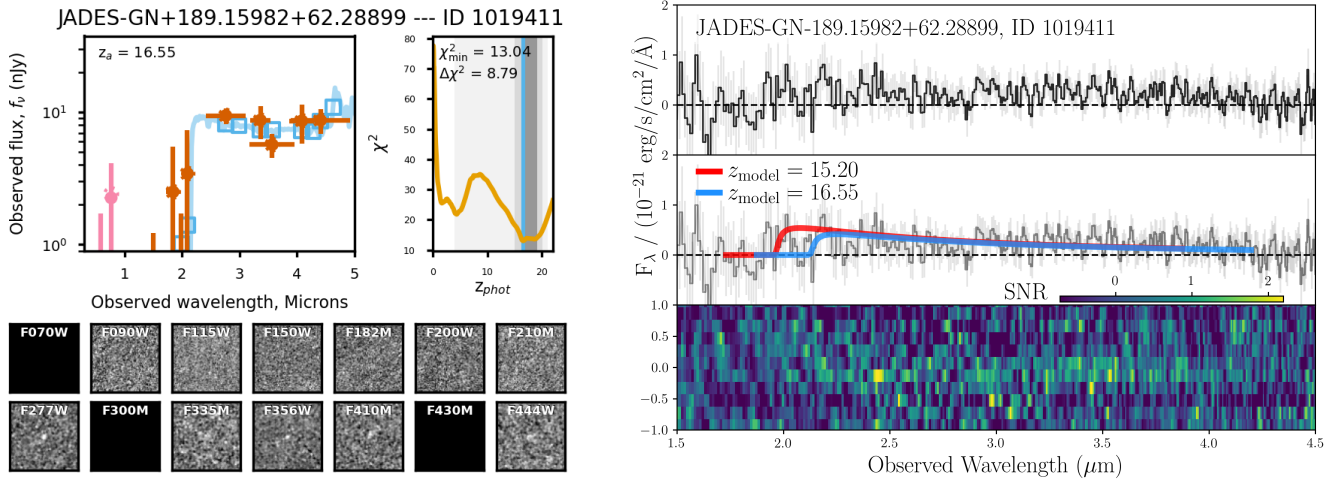 JADES-GN+189.15982+62.28899 --- ID 1019411
z_a = 16.55
Observed flux, f_ν (nJy)
10^1
10^0
1 2 3 4 5
Observed wavelength, Microns
χ²_min = 13.04
Δχ² = 8.79
χ²
80
70
60
50
40
30
20
10
0 10 20
z_phot
F070W F090W F115W F150W F182M F200W F210M
F277W F300M F335M F356W F410M F430M F444W
JADES-GN-189.15982+62.28899, ID 1019411
2
1
0
2
z_model = 15.20
z_model = 16.55
1
0
F_λ / (10^−21 erg/s/cm²/Å)
SNR
0 2
1.0
0.5
0.0
−0.5
−1.0
1.5 2.0 2.5 3.0 3.5 4.0 4.5
Observed Wavelength (μm)